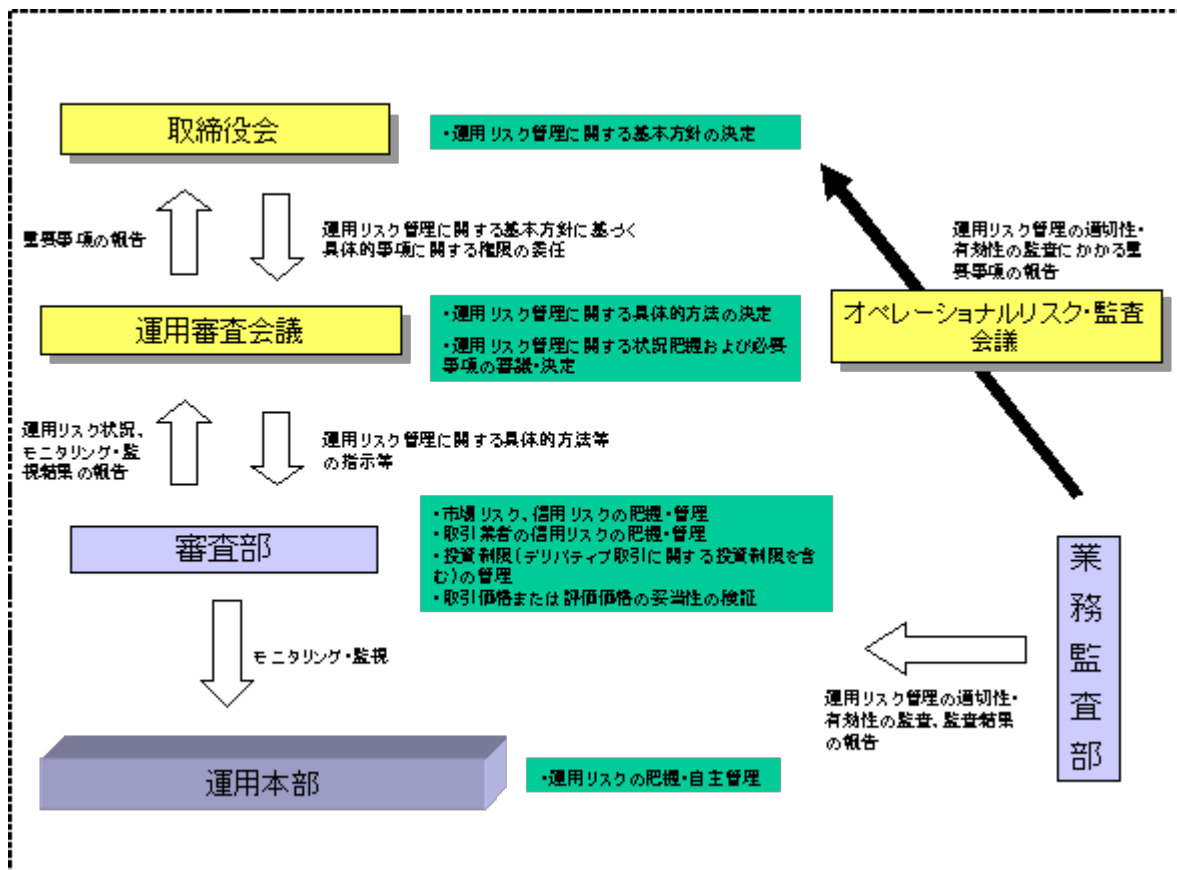 取締役会
・運用リスク管理に関する基本方針の決定
重要事項の報告
運用リスク管理に関する基本方針に基づく
具体的事項に関する権限の委任
運用リスク管理の適切性・
有効性の監査にかかる重
要事項の報告
運用審査会議
・運用リスク管理に関する具体的方法の決定
・運用リスク管理に関する状況把握および必要
事項の審議・決定
オペレーショナルリスク・監査
会議
運用リスク状況、
モニタリング・監
視結果の報告
運用リスク管理に関する具体的方法等
の指示等
審査部
・市場リスク、信用リスクの把握・管理
・取引業者の信用リスクの把握・管理
・投資制限(デリバティブ取引に関する投資制限を含
む)の管理
・取引価格または評価価格の妥当性の検証
業務監査部
モニタリング・監視
運用リスク管理の適切性・
有効性の監査、監査結果
の報告
運用本部
・運用リスクの把握・自主管理